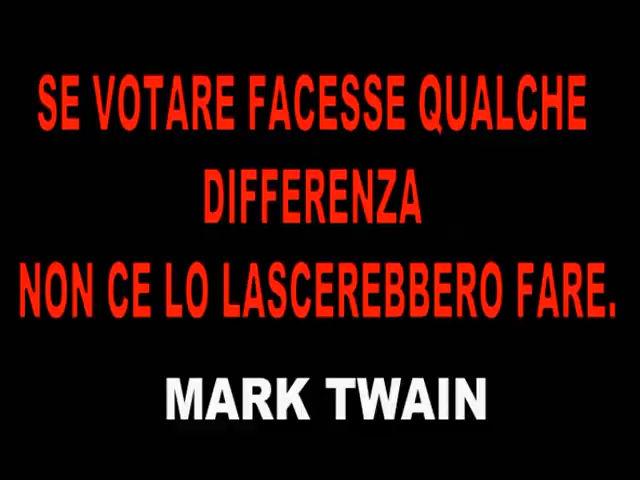 SE VOTARE FACESSE QUALCHE
DIFFERENZA
NON CE LO LASCEREBBERO FARE.
MARK TWAIN